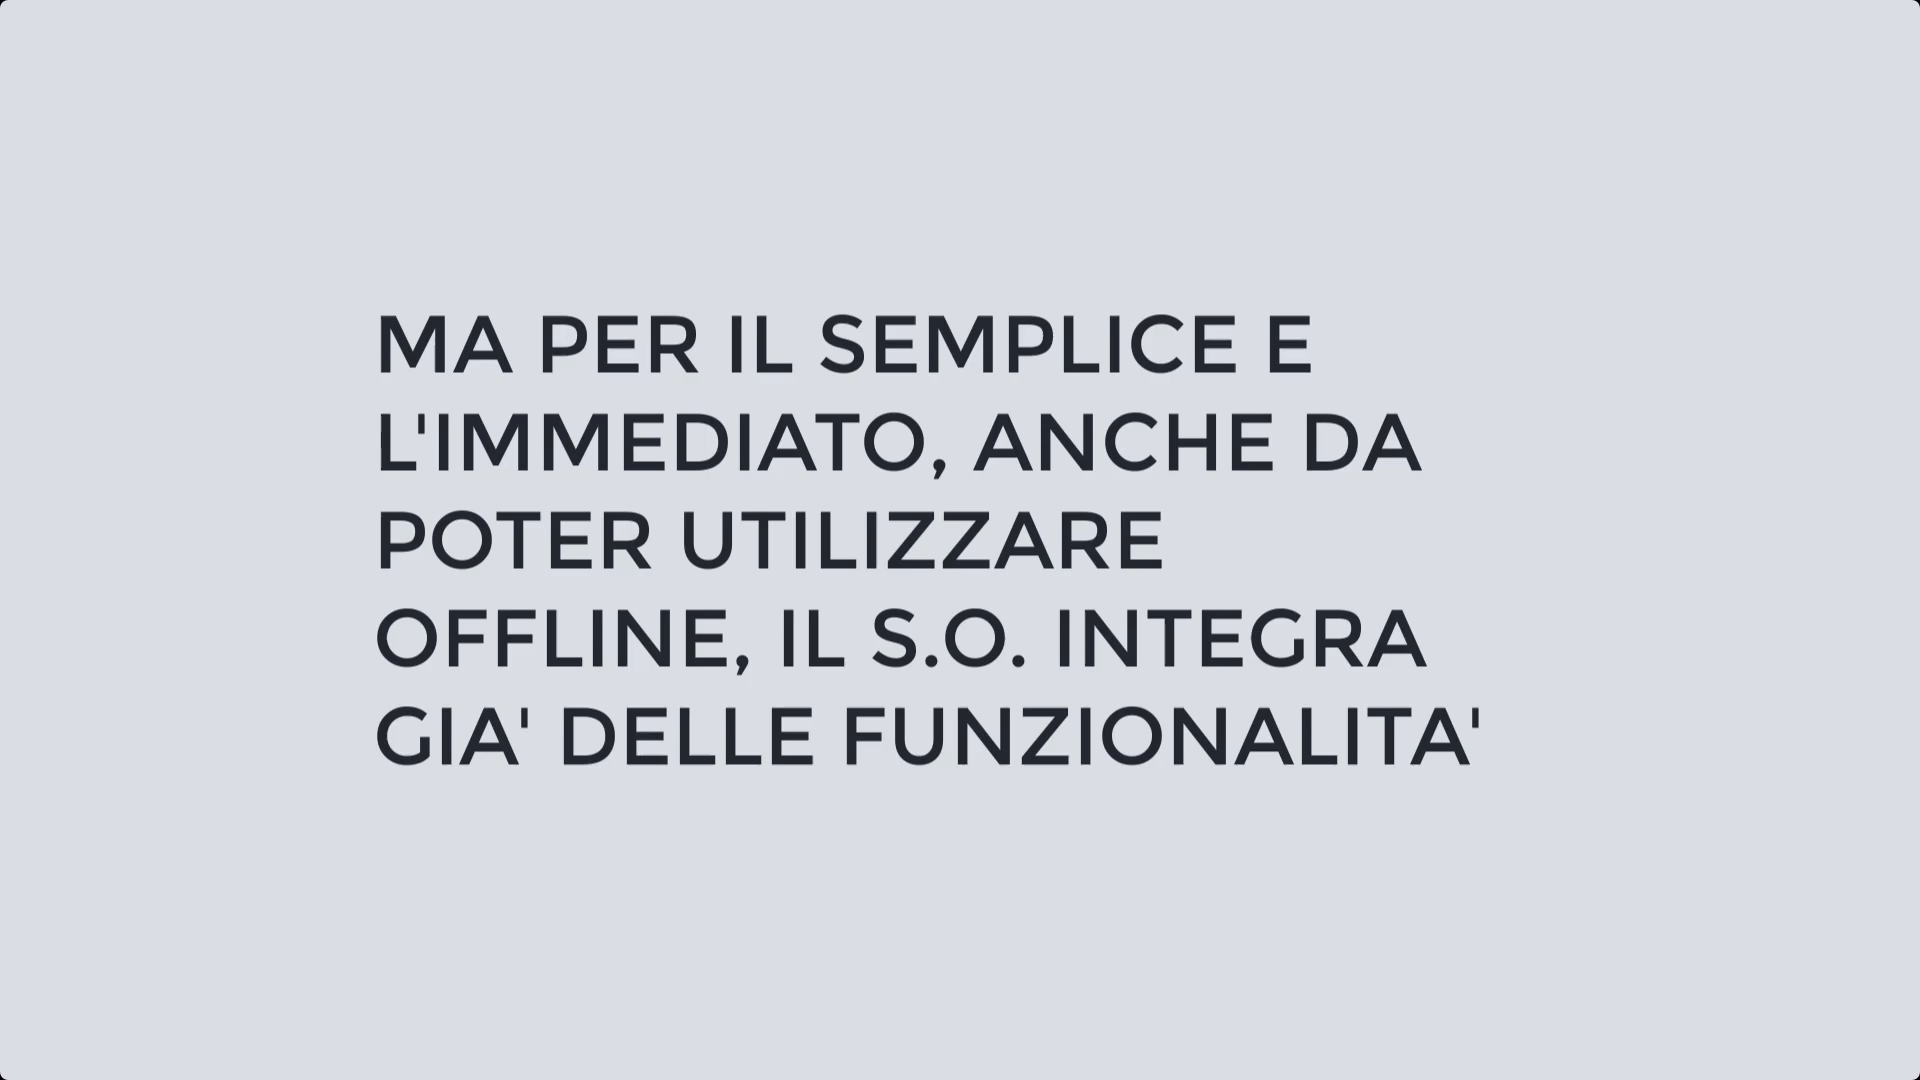 MA PER IL SEMPLICE E
L'IMMEDIATO, ANCHE DA
POTER UTILIZZARE
OFFLINE, IL S.O. INTEGRA
GIA' DELLE FUNZIONALITA'